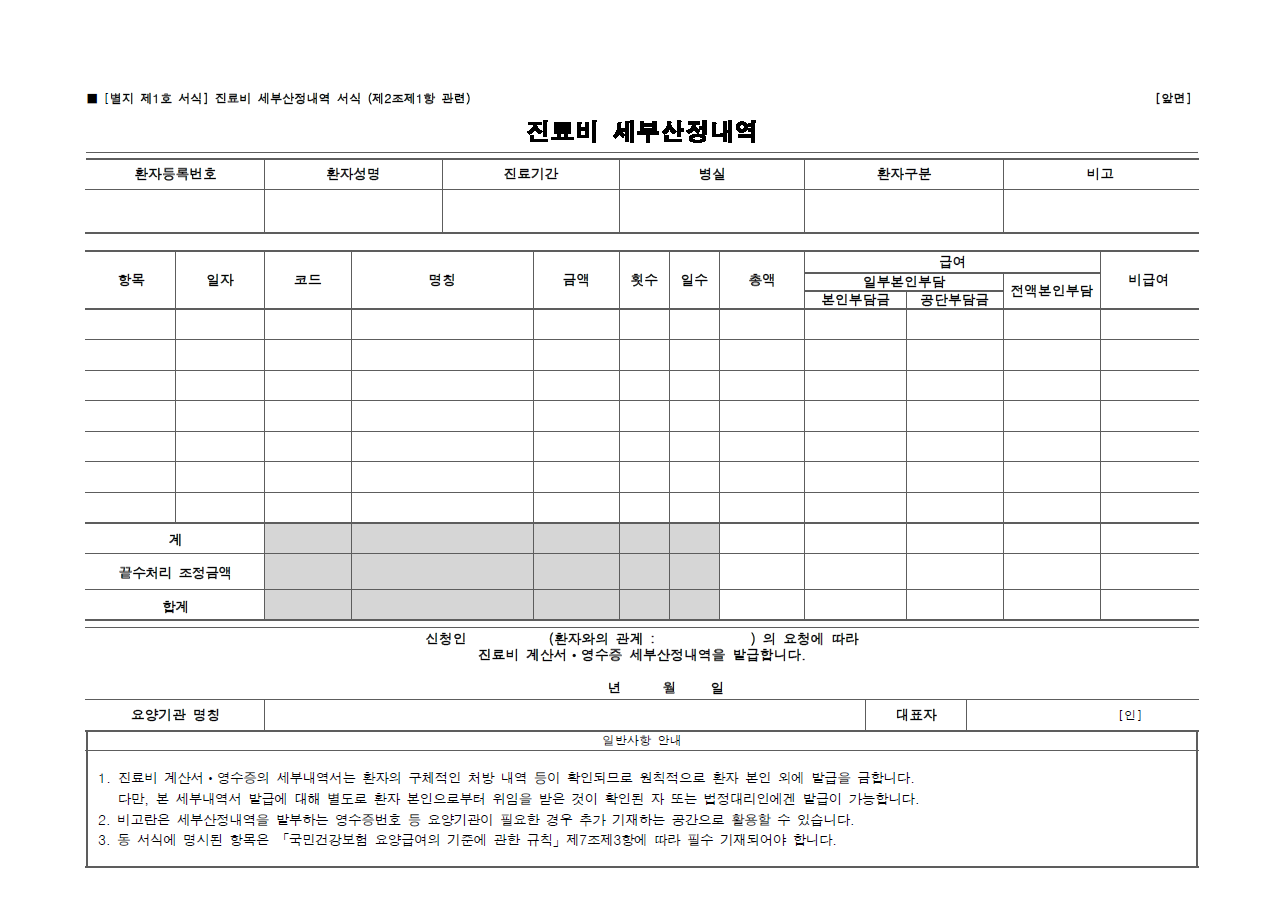 ■ [별지 제1호 서식] 진료비 세부산정내역 서식 (제2조제1항 관련) [앞면]
진료비 세부산정내역
환자등록번호 환자성명 진료기간 병실 환자구분 비고
항목 일자 코드 명칭 금액 횟수 일수 총액 급여 비급여
일부본인부담 전액본인부담
본인부담금 공단부담금
계
끝수처리 조정금액
합계
신청인 (환자와의 관계 : ) 의 요청에 따라
진료비 계산서·영수증 세부산정내역을 발급합니다.
년 월 일
요양기관 명칭 대표자 [인]
일반사항 안내
1. 진료비 계산서·영수증의 세부내역서는 환자의 구체적인 처방 내역 등이 확인되므로 원칙적으로 환자 본인 외에 발급을 금합니다.
다만, 본 세부내역서 발급에 대해 별도로 환자 본인으로부터 위임을 받은 것이 확인된 자 또는 법정대리인에겐 발급이 가능합니다.
2. 비고란은 세부산정내역을 발부하는 영수증번호 등 요양기관이 필요한 경우 추가 기재하는 공간으로 활용할 수 있습니다.
3. 동 서식에 명시된 항목은 「국민건강보험 요양급여의 기준에 관한 규칙」제7조제3항에 따라 필수 기재되어야 합니다.